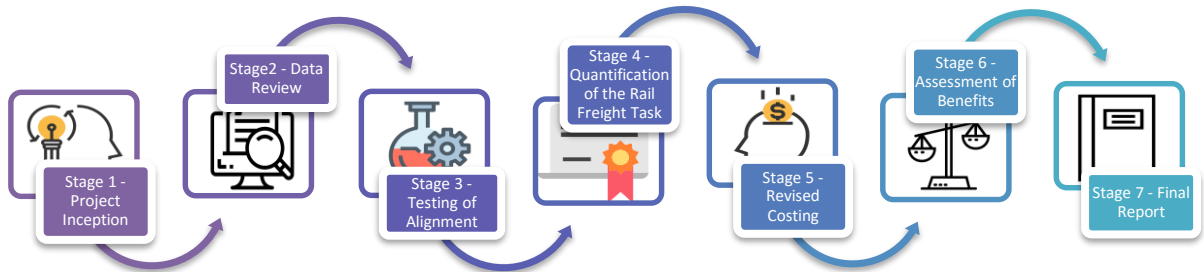 Stage 1 -
Project
Inception
Stage2 - Data
Review
Stage 3 -
Testing of
Alignment
Stage 4 -
Quantification
of the Rail
Freight Task
Stage 5 -
Revised
Costing
Stage 6 -
Assessment of
Benefits
Stage 7 - Final
Report